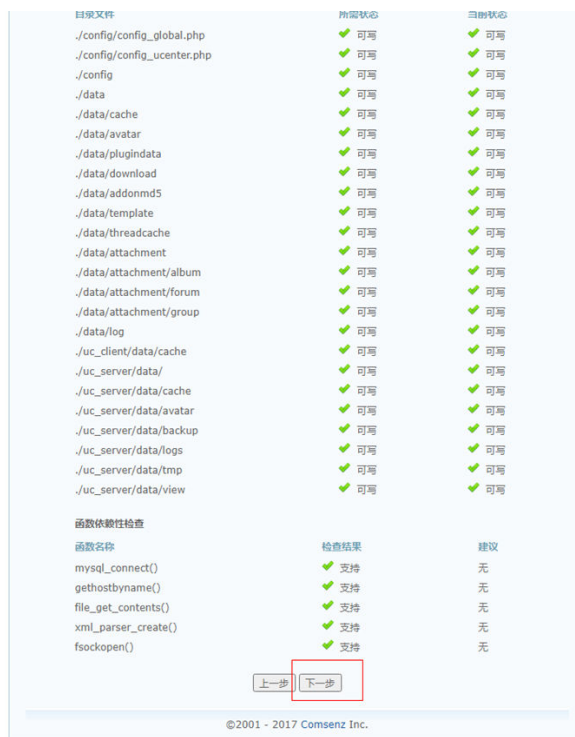 目录文件 所需状态 当前状态
./config/config_global.php 可写 可写
./config/config_ucenter.php 可写 可写
./config 可写 可写
./data 可写 可写
./data/cache 可写 可写
./data/avatar 可写 可写
./data/plugindata 可写 可写
./data/download 可写 可写
./data/addonmd5 可写 可写
./data/template 可写 可写
./data/threadcache 可写 可写
./data/attachment 可写 可写
./data/attachment/album 可写 可写
./data/attachment/forum 可写 可写
./data/attachment/group 可写 可写
./data/log 可写 可写
./uc_client/data/cache 可写 可写
./uc_server/data/ 可写 可写
./uc_server/data/cache 可写 可写
./uc_server/data/avatar 可写 可写
./uc_server/data/backup 可写 可写
./uc_server/data/logs 可写 可写
./uc_server/data/tmp 可写 可写
./uc_server/data/view 可写 可写
函数依赖性检查
函数名称 检查结果 建议
mysql_connect() 支持 无
gethostbyname() 支持 无
file_get_contents() 支持 无
xml_parser_create() 支持 无
fsockopen() 支持 无
上一步 下一步
©2001 - 2017 Comsenz Inc.